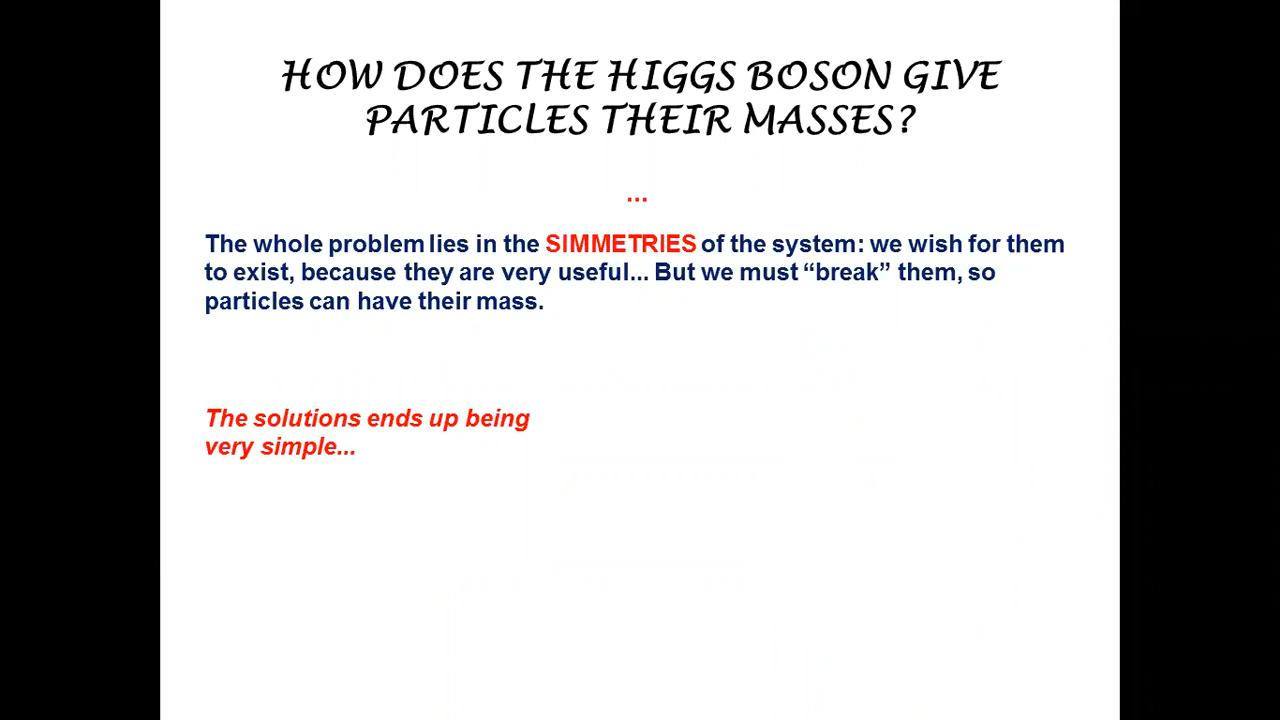 HOW DOES THE HIGGS BOSON GIVE
PARTICLES THEIR MASSES?
...
The whole problem lies in the SIMMETRIES of the system: we wish for them
to exist, because they are very useful... But we must “break” them, so
particles can have their mass.
The solutions ends up being
very simple...